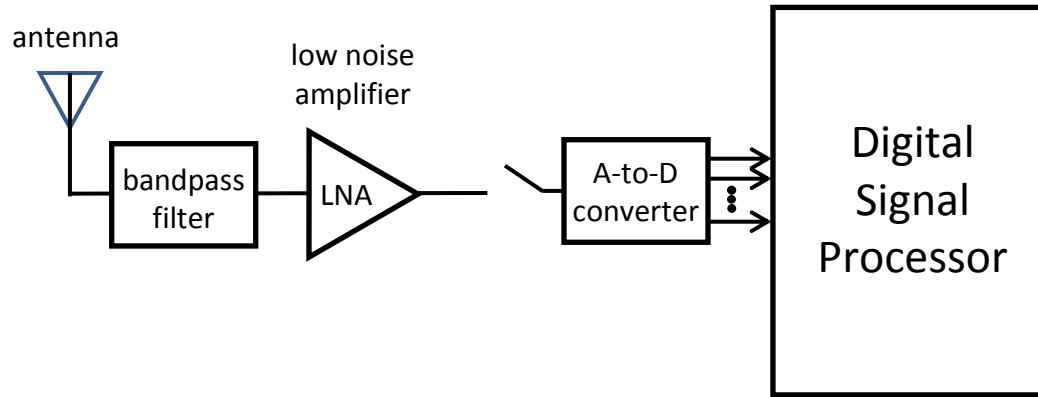 antenna
low noise
amplifier
bandpass
filter
LNA
A-to-D
converter
Digital
Signal
Processor